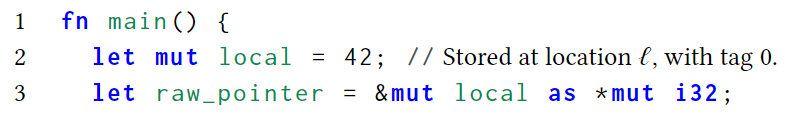 1 fn main() {
2 let mut local = 42; // Stored at location ℓ, with tag 0.
3 let raw_pointer = &mut local as *mut i32;